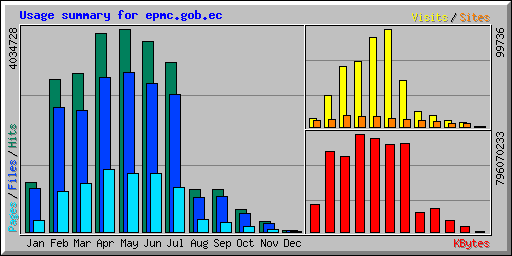 Usage summary for epmc.gob.ec
Visits/Sites
4034728
Pages/Files/Hits
99736
796070233
Jan Feb Mar Apr May Jun Jul Aug Sep Oct Nov Dec
KBytes